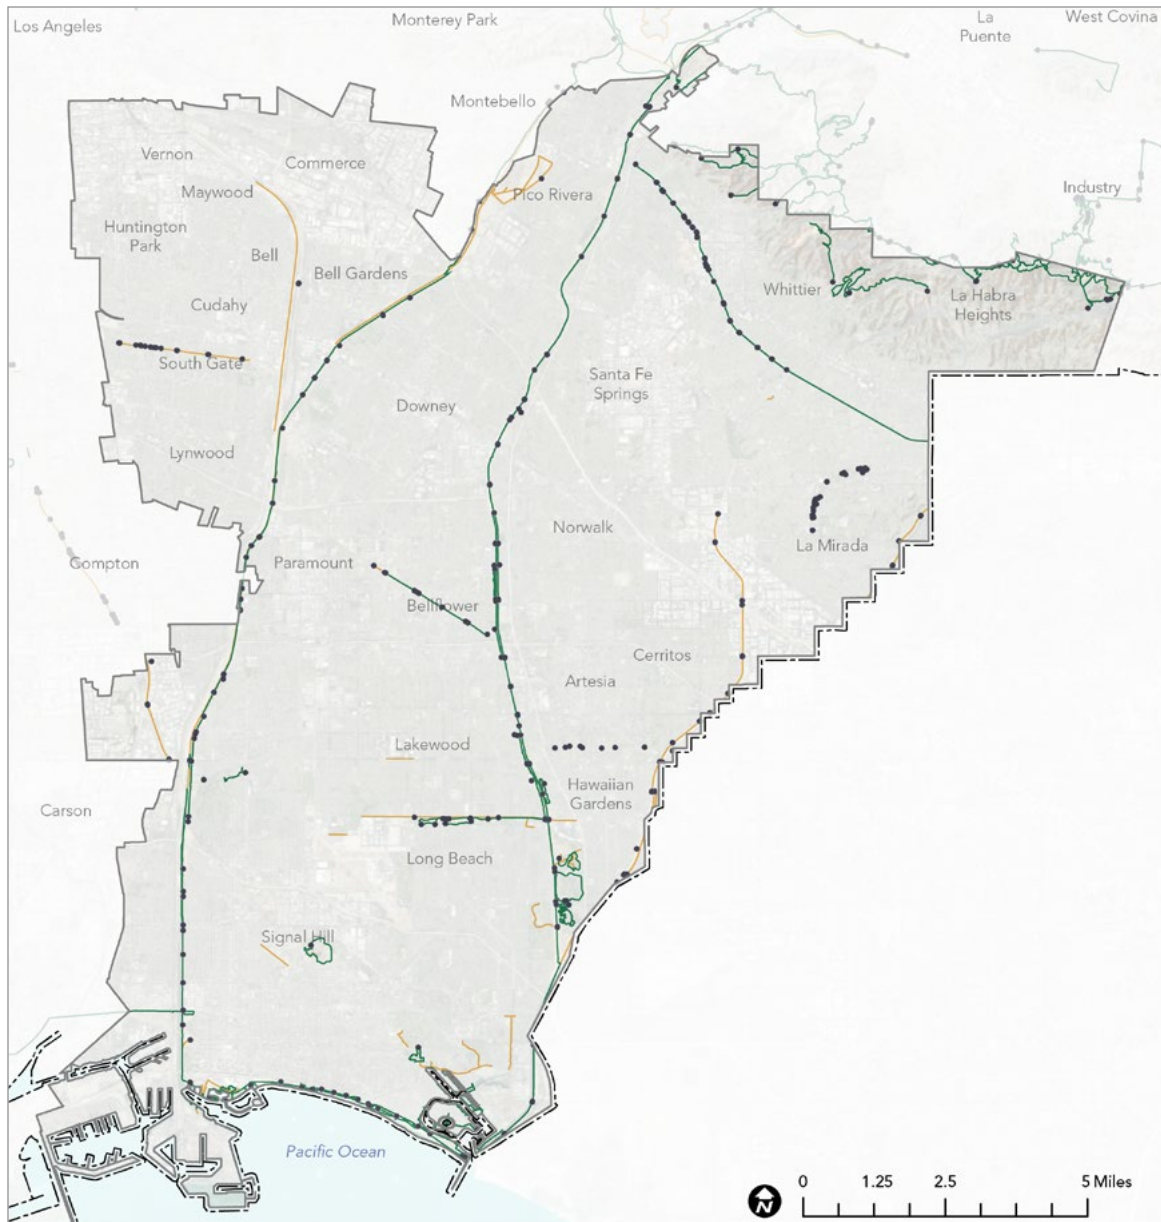 Los Angeles
Monterey Park
La
Puente
West Covina
Montebello
Vernon
Commerce
Maywood
Pico Rivera
Industry
Huntington
Park
Bell
Bell Gardens
Whittier
La Habra
Heights
Cudahy
South Gate
Santa Fe
Springs
Downey
Lynwood
Norwalk
La Mirada
Compton
Paramount
Bellflower
Cerritos
Artesia
Lakewood
Hawaiian
Gardens
Carson
Long Beach
Signal Hill
Pacific Ocean
N
0 1.25 2.5 5 Miles